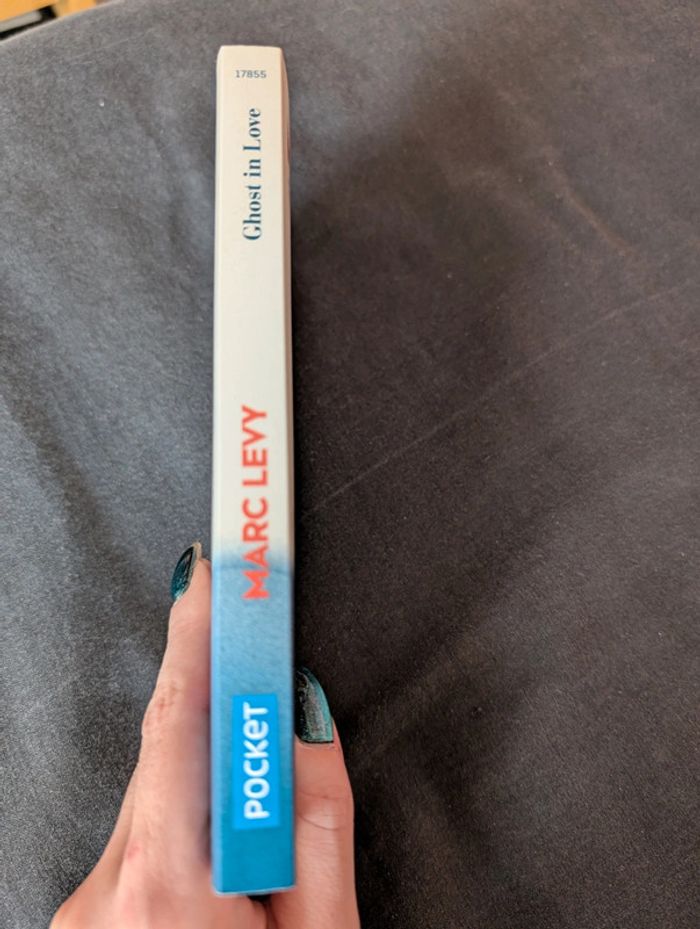 17855
Ghost in Love
MARC LEVY
POCKET